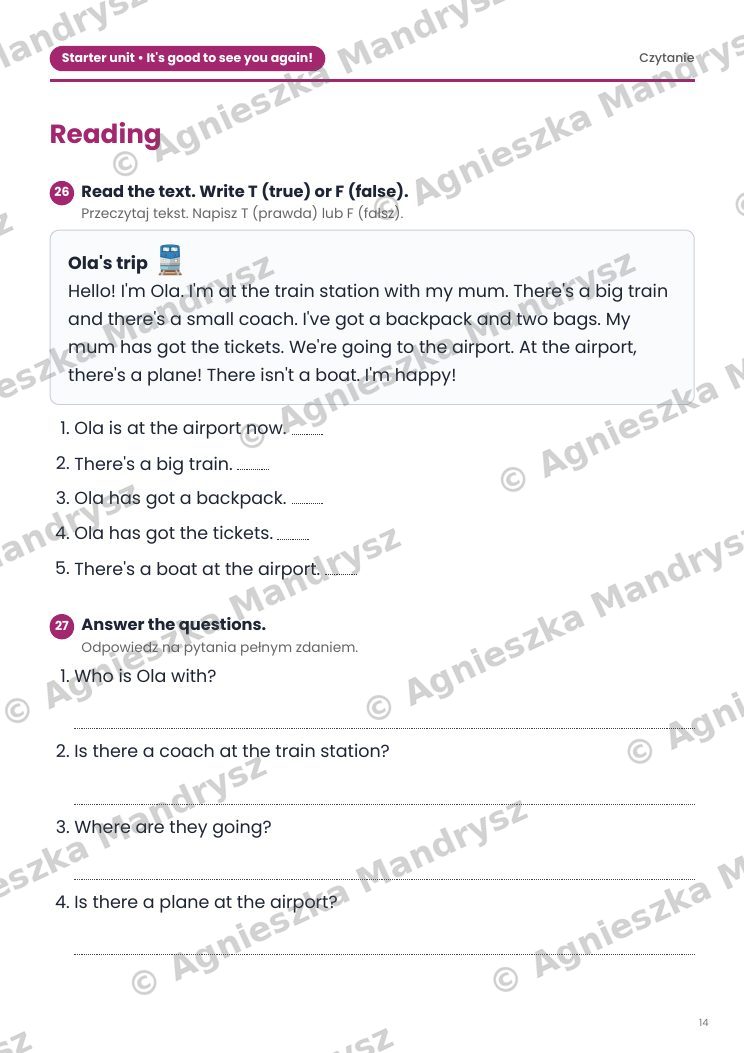 Starter unit • It's good to see you again!
Czytanie
Reading
26 Read the text. Write T (true) or F (false).
Przeczytaj tekst. Napisz T (prawda) lub F (fałsz).
Ola's trip
Hello! I'm Ola. I'm at the train station with my mum. There's a big train
and there's a small coach. I've got a backpack and two bags. My
mum has got the tickets. We're going to the airport. At the airport,
there's a plane! There isn't a boat. I'm happy!
1. Ola is at the airport now.
2. There's a big train.
3. Ola has got a backpack.
4. Ola has got the tickets.
5. There's a boat at the airport.
27 Answer the questions.
Odpowiedz na pytania pełnym zdaniem.
1. Who is Ola with?
2. Is there a coach at the train station?
3. Where are they going?
4. Is there a plane at the airport?
14
© Agnieszka Mandrysz